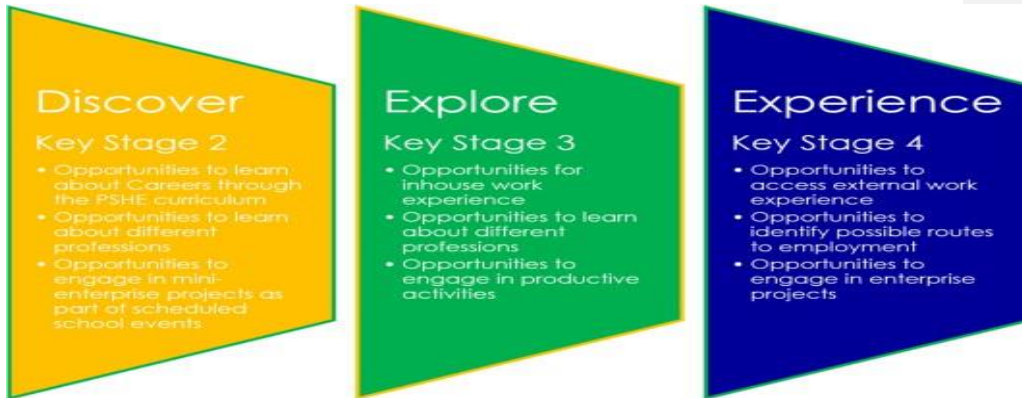 Discover
Key Stage 2
• Opportunities to learn
about Careers through
the PSHE curriculum
• Opportunities to learn
about different
professions
• Opportunities to
engage in mini-
enterprise projects as
part of scheduled
school events
Explore
Key Stage 3
• Opportunities for
inhouse work
experience
• Opportunities to learn
about different
professions
• Opportunities to
engage in productive
activities
Experience
Key Stage 4
• Opportunities to
access external work
experience
• Opportunities to
identify possible routes
to employment
• Opportunities to
engage in enterprise
projects